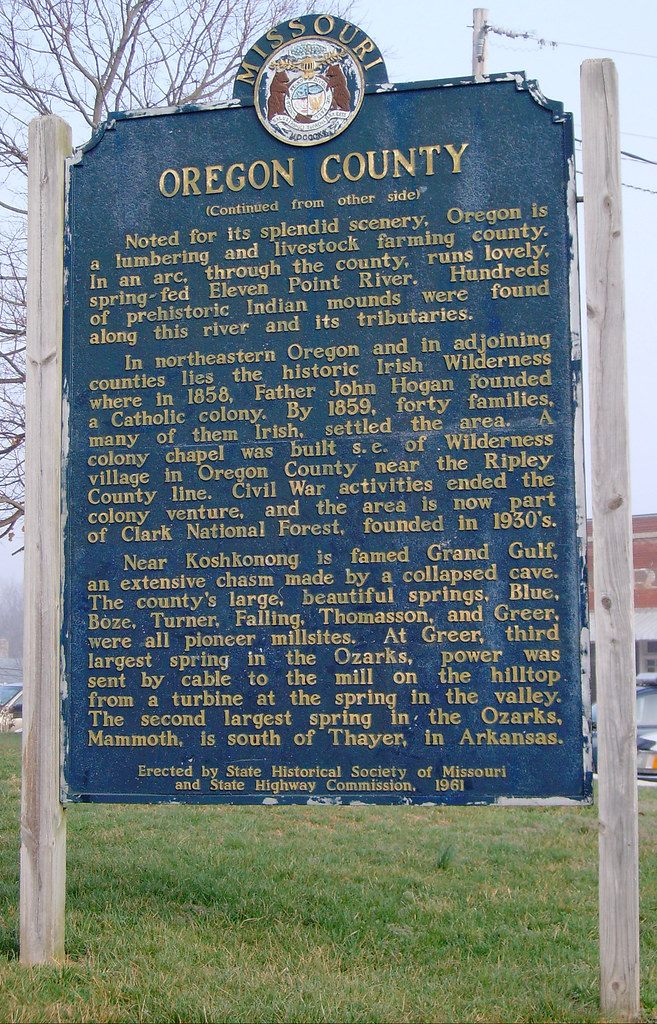 MISSOURI
OREGON COUNTY
(Continued from other side)
Noted for its splendid scenery, Oregon is
a lumbering and livestock farming county.
In an arc, through the county, runs lovely,
spring-fed Eleven Point River. Hundreds
of prehistoric Indian mounds were found
along this river and its tributaries.
In northeastern Oregon and in adjoining
counties lies the historic Irish Wilderness
where in 1858, Father John Hogan founded
a Catholic colony. By 1859, forty families,
many of them Irish, settled the area. A
colony chapel was built s.e. of Wilderness
village in Oregon County near the Ripley
County line. Civil War activities ended the
colony venture, and the area is now part
of Clark National Forest, founded in 1930's.
Near Koshkonong is famed Grand Gulf,
an extensive chasm made by a collapsed cave.
The county's large, beautiful springs, Blue,
Boze, Turner, Falling, Thomasson, and Greer,
were all pioneer millsites. At Greer, third
largest spring in the Ozarks, power was
sent by cable to the mill on the hilltop
from a turbine at the spring in the valley.
The second largest spring in the Ozarks,
Mammoth, is south of Thayer, in Arkansas.
Erected by State Historical Society of Missouri
and State Highway Commission, 1961